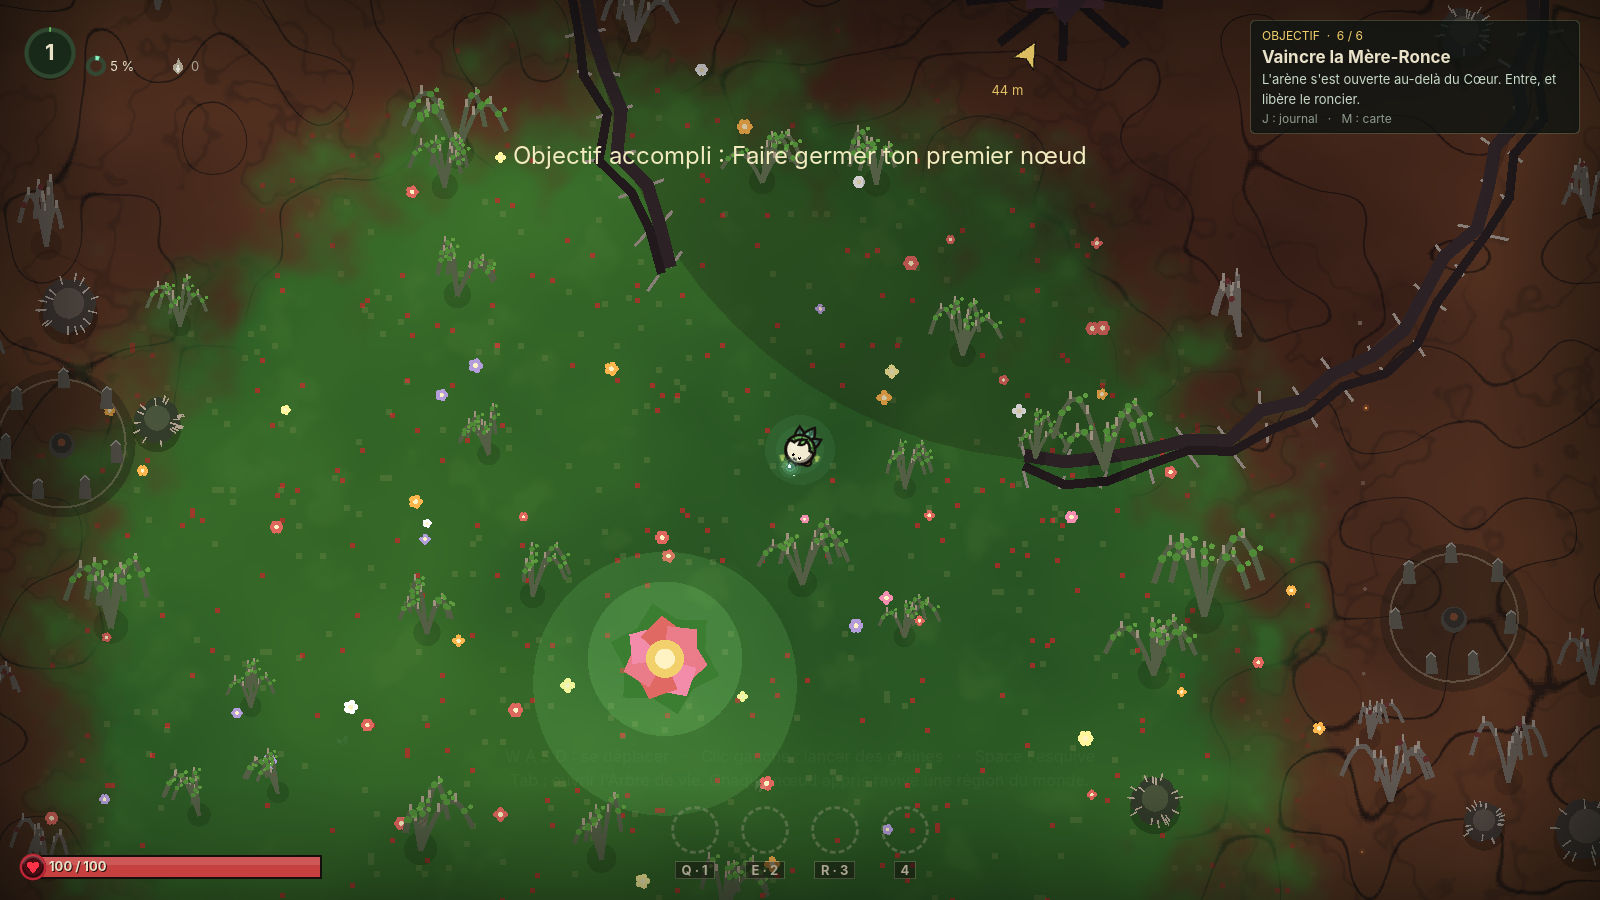 1
5 %
0
44 m
OBJECTIF · 6 / 6
Vaincre la Mère-Ronce
L'arène s'est ouverte au-delà du Cœur. Entre, et
libère le roncier.
J : journal · M : carte
Objectif accompli : Faire germer ton premier nœud
100 / 100
Q · 1
E · 2
R · 3
4